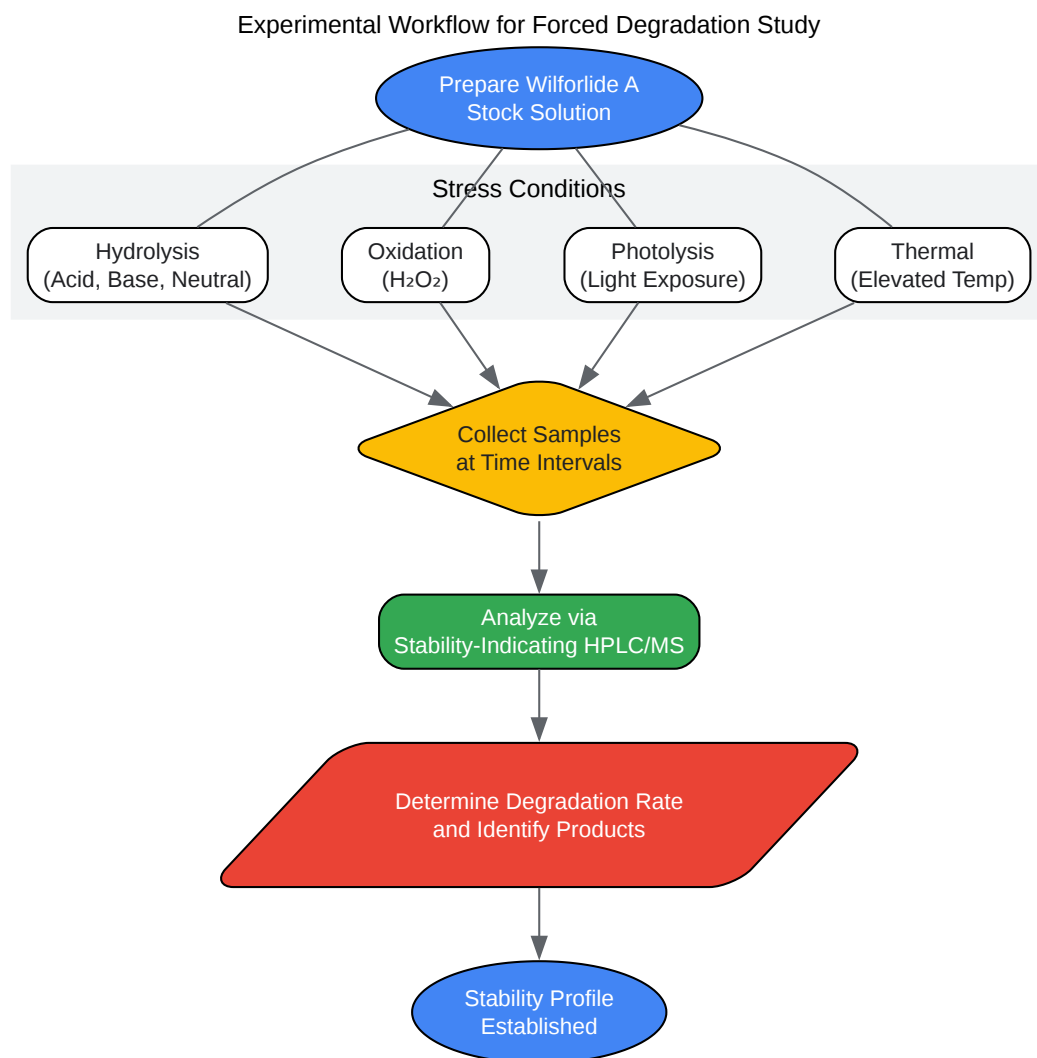 Experimental Workflow for Forced Degradation Study
Prepare Wilforlide A
Stock Solution
Stress Conditions
Hydrolysis
(Acid, Base, Neutral)
Oxidation
(H₂O₂)
Photolysis
(Light Exposure)
Thermal
(Elevated Temp)
Collect Samples
at Time Intervals
Analyze via
Stability-Indicating HPLC/MS
Determine Degradation Rate
and Identify Products
Stability Profile
Established